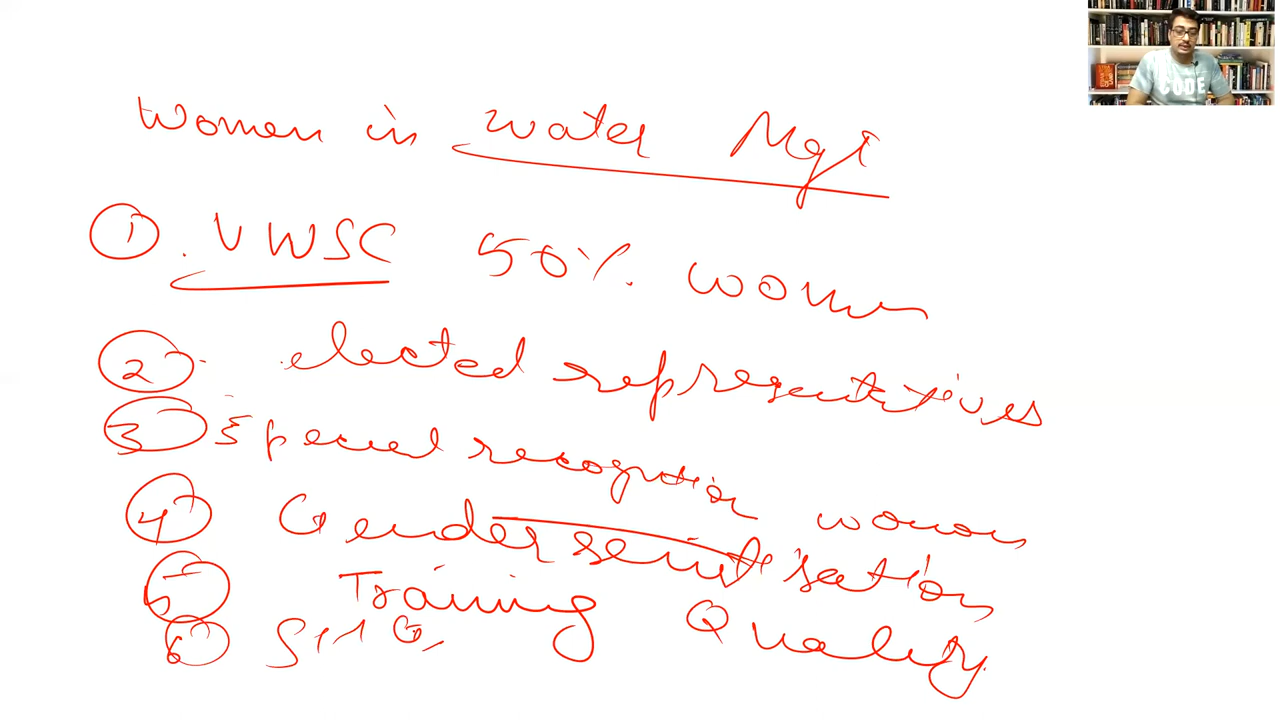 Women in water Mgt
① . VWSC 50% women
② elected representatives
③ special recognition women
④ Gender sensitisation
⑤ Training Quality
⑥ SHG,
CODE